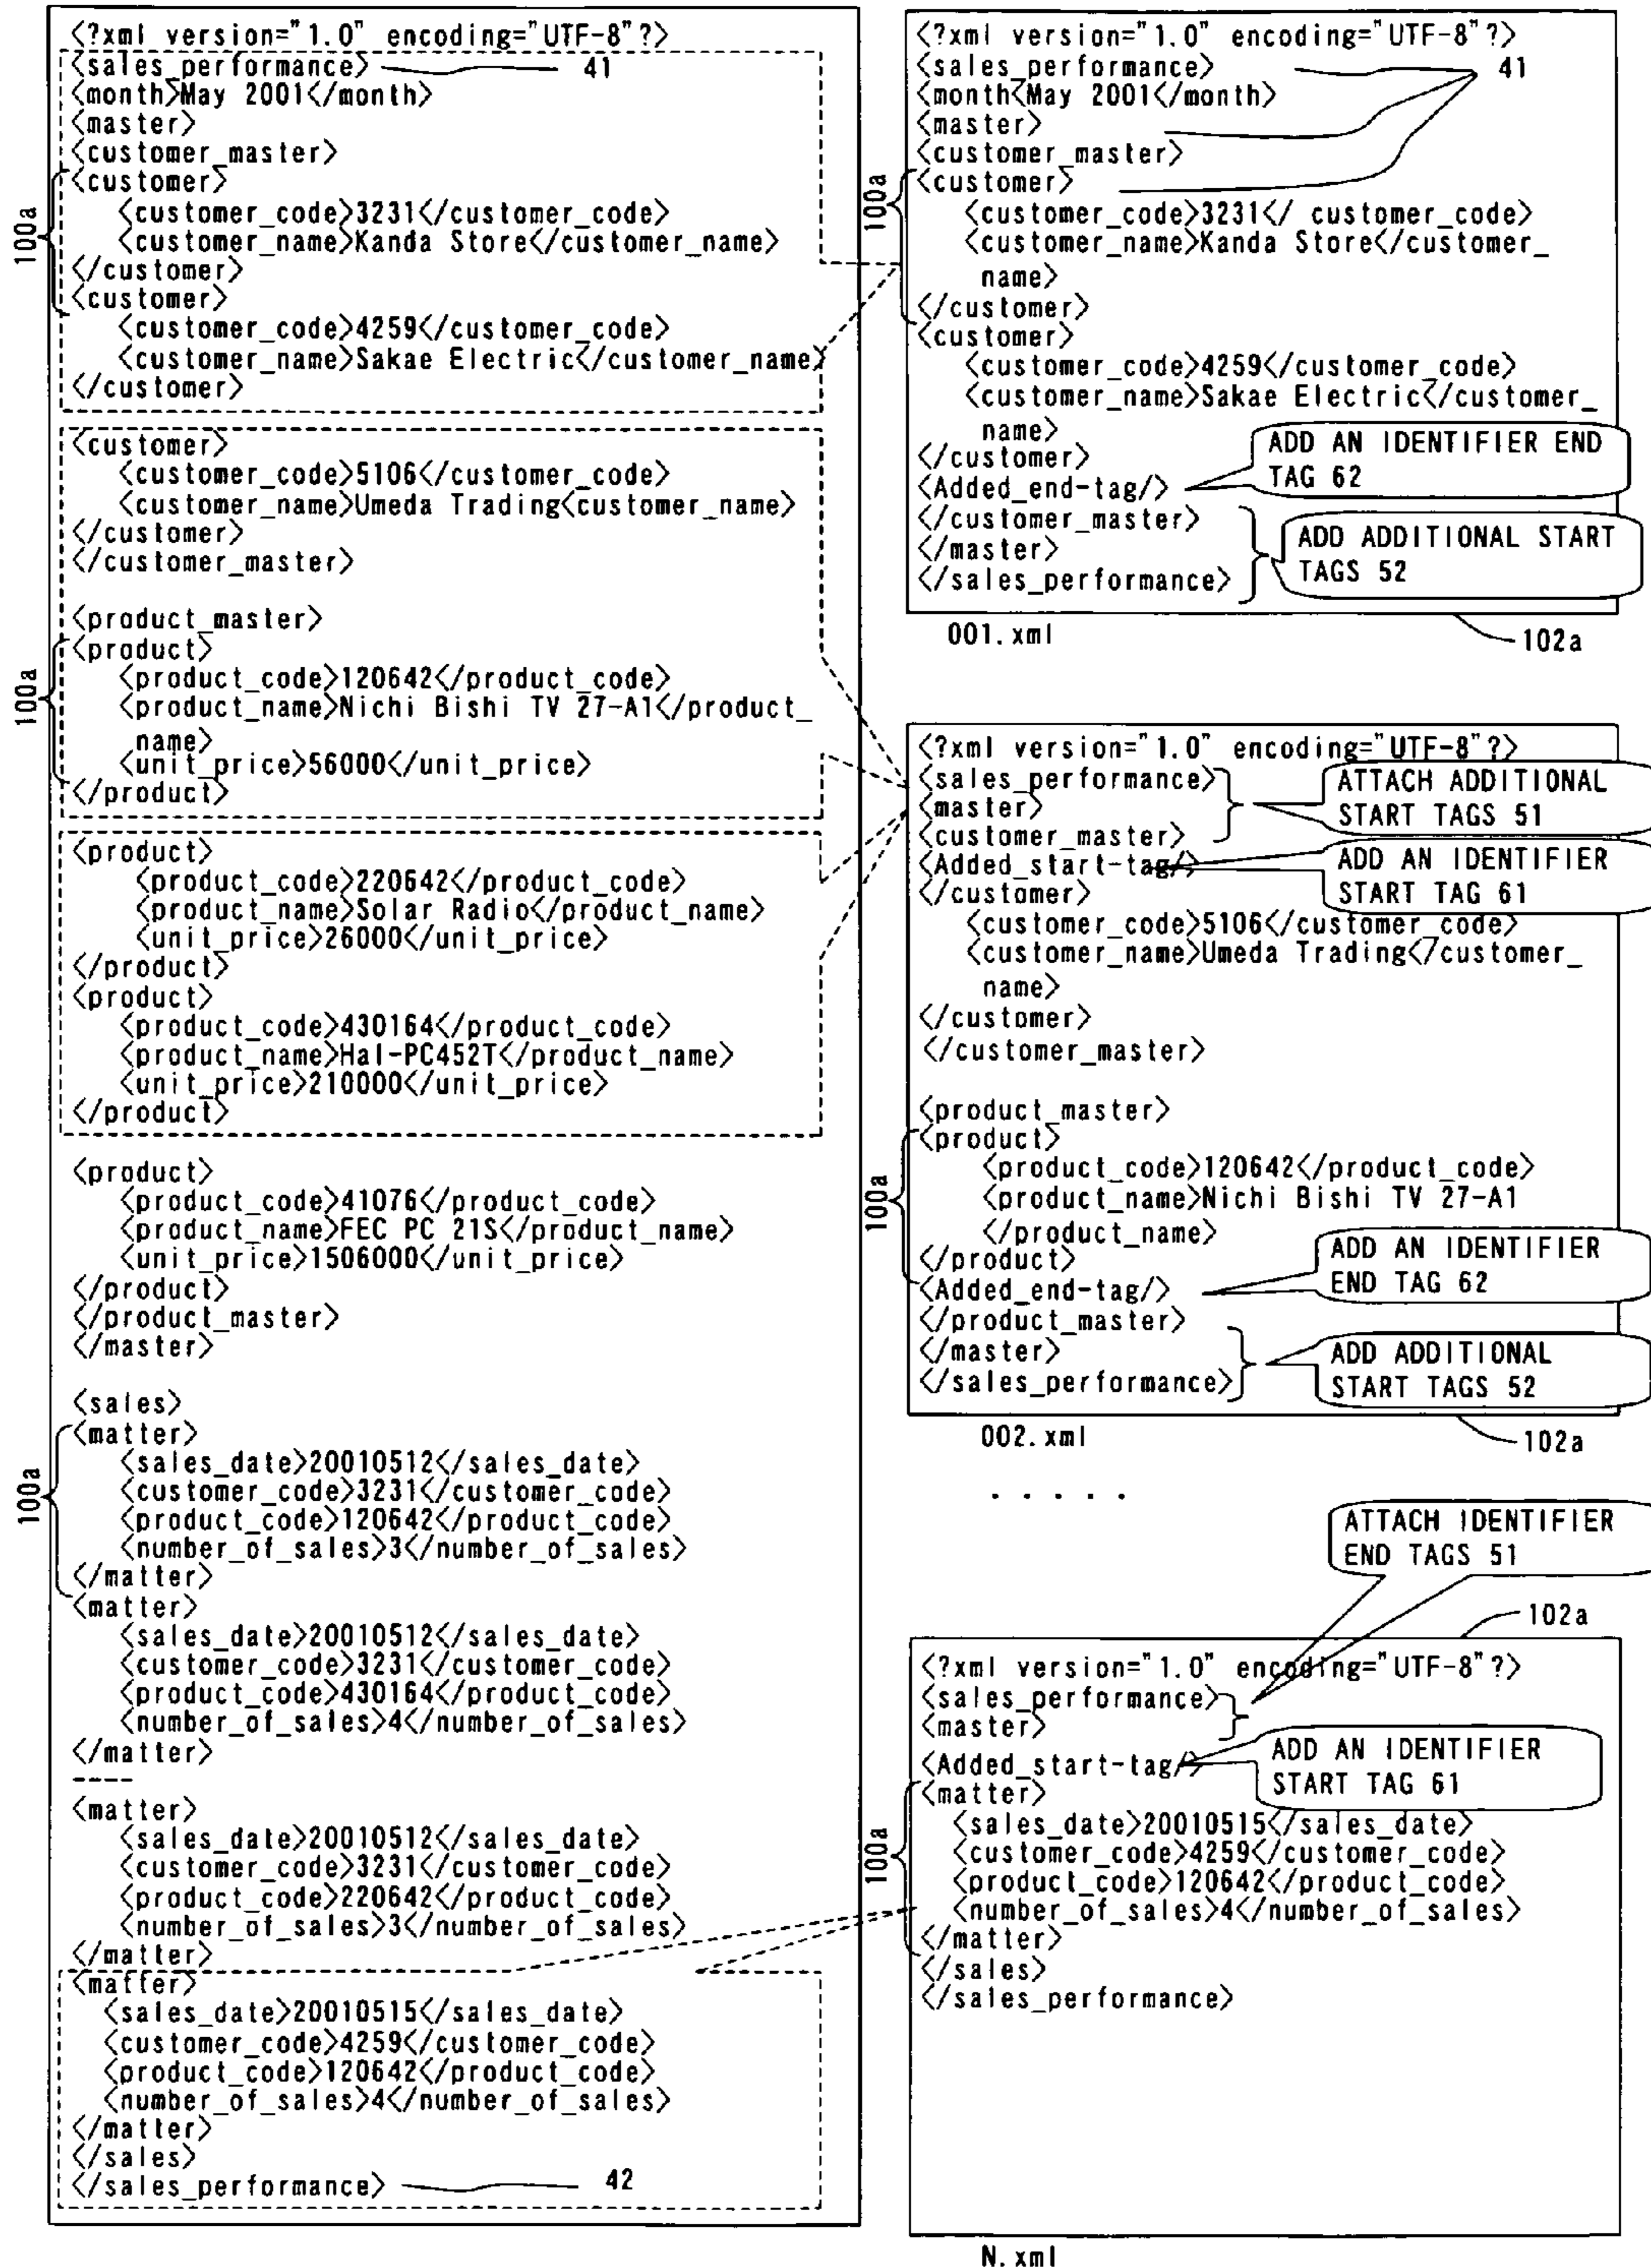 <?xml version="1.0" encoding="UTF-8"?>
<sales_performance> 41
<month>May 2001</month>
<master>
<customer_master>
100a
<customer>
<customer_code>3231</customer_code>
<customer_name>Kanda Store</customer_name>
</customer>
<customer>
<customer_code>4259</customer_code>
<customer_name>Sakae Electric</customer_name>
</customer>
<customer>
<customer_code>5106</customer_code>
<customer_name>Umeda Trading<customer_name>
</customer>
</customer_master>
<product_master>
100a
<product>
<product_code>120642</product_code>
<product_name>Nichi Bishi TV 27-A1</product_
name>
<unit_price>56000</unit_price>
</product>
<product>
<product_code>220642</product_code>
<product_name>Solar Radio</product_name>
<unit_price>26000</unit_price>
</product>
<product>
<product_code>430164</product_code>
<product_name>Hal-PC452T</product_name>
<unit_price>210000</unit_price>
</product>
<product>
<product_code>41076</product_code>
<product_name>FEC PC 21S</product_name>
<unit_price>1506000</unit_price>
</product>
</product_master>
</master>
<sales>
100a
<matter>
<sales_date>20010512</sales_date>
<customer_code>3231</customer_code>
<product_code>120642</product_code>
<number_of_sales>3</number_of_sales>
</matter>
<matter>
<sales_date>20010512</sales_date>
<customer_code>3231</customer_code>
<product_code>430164</product_code>
<number_of_sales>4</number_of_sales>
</matter>
----
<matter>
<sales_date>20010512</sales_date>
<customer_code>3231</customer_code>
<product_code>220642</product_code>
<number_of_sales>3</number_of_sales>
</matter>
<matter>
<sales_date>20010515</sales_date>
<customer_code>4259</customer_code>
<product_code>120642</product_code>
<number_of_sales>4</number_of_sales>
</matter>
</sales>
</sales_performance> 42
<?xml version="1.0" encoding="UTF-8"?>
<sales_performance> 41
<month<May 2001</month>
<master>
<customer_master>
100a
<customer>
<customer_code>3231</ customer_code>
<customer_name>Kanda Store</customer_
name>
</customer>
<customer>
<customer_code>4259</customer_code>
<customer_name>Sakae Electric</customer_
name>
</customer>
ADD AN IDENTIFIER END
TAG 62
<Added_end-tag/>
</customer_master>
</master>
</sales_performance>
ADD ADDITIONAL START
TAGS 52
001.xml
102a
<?xml version="1.0" encoding="UTF-8"?>
<sales_performance>
<master>
<customer_master>
ATTACH ADDITIONAL
START TAGS 51
<Added_start-tag/>
ADD AN IDENTIFIER
START TAG 61
</customer>
<customer_code>5106</customer_code>
<customer_name>Umeda Trading</customer_
name>
</customer>
</customer_master>
<product_master>
100a
<product>
<product_code>120642</product_code>
<product_name>Nichi Bishi TV 27-A1
</product_name>
</product>
ADD AN IDENTIFIER
END TAG 62
<Added_end-tag/>
</product_master>
</master>
</sales_performance>
ADD ADDITIONAL
START TAGS 52
002.xml
102a
. . . . .
ATTACH IDENTIFIER
END TAGS 51
102a
<?xml version="1.0" encoding="UTF-8"?>
<sales_performance>
<master>
<Added_start-tag/>
ADD AN IDENTIFIER
START TAG 61
100a
<matter>
<sales_date>20010515</sales_date>
<customer_code>4259</customer_code>
<product_code>120642</product_code>
<number_of_sales>4</number_of_sales>
</matter>
</sales>
</sales_performance>
N.xml